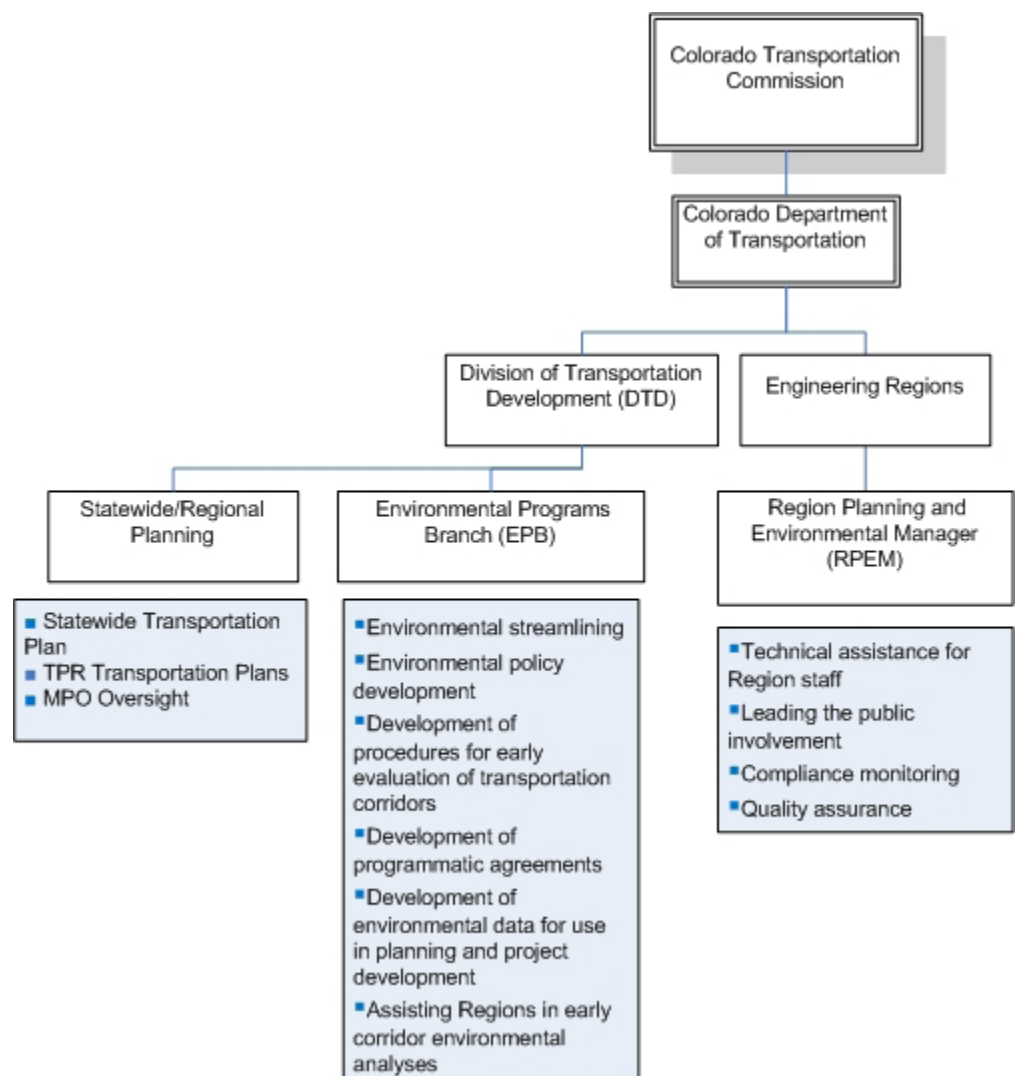 Colorado Transportation
Commission
Colorado Department
of Transportation
Division of Transportation
Development (DTD)
Engineering Regions
Statewide/Regional
Planning
Environmental Programs
Branch (EPB)
Region Planning and
Environmental Manager
(RPEM)
■ Statewide Transportation
Plan
■ TPR Transportation Plans
■ MPO Oversight
■Environmental streamlining
■Environmental policy
development
■Development of
procedures for early
evaluation of transportation
corridors
■Development of
programmatic agreements
■Development of
environmental data for use
in planning and project
development
■Assisting Regions in early
corridor environmental
analyses
■Technical assistance for
Region staff
■Leading the public
involvement
■Compliance monitoring
■Quality assurance